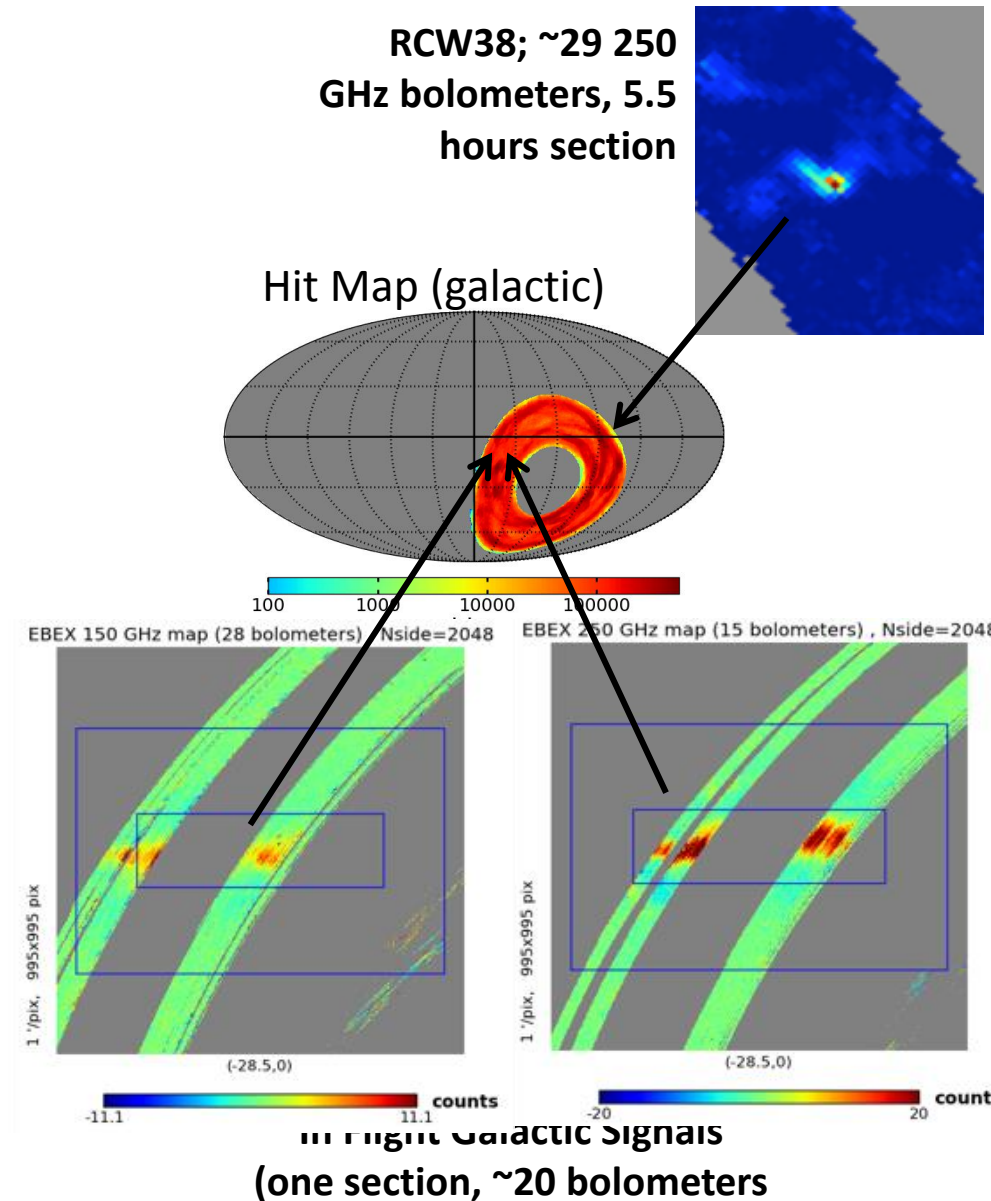 RCW38; ~29 250
GHz bolometers, 5.5
hours section
Hit Map (galactic)
100 1000 10000 100000
EBEX 150 GHz map (28 bolometers) , Nside=2048
1 '/pix, 995x995 pix
(-28.5,0)
-11.1 11.1 counts
EBEX 250 GHz map (15 bolometers) , Nside=2048
1 '/pix, 995x995 pix
(-28.5,0)
-20 20 count
In Flight Galactic Signals
(one section, ~20 bolometers